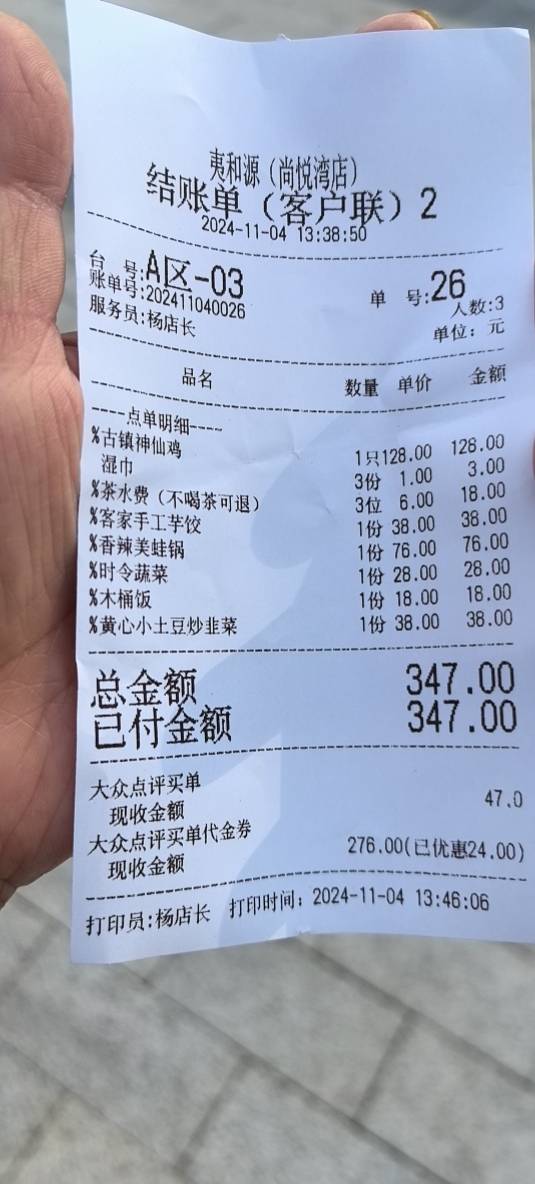 夷和源（尚悦湾店）
结账单（客户联）2
2024-11-04 13:38:50
台 号:A区-03 单 号:26
账单号:202411040026 人数:3
服务员:杨店长 单位: 元
品名 数量 单价 金额
----点单明细----
%古镇神仙鸡 1只128.00 128.00
湿巾 3份 1.00 3.00
%茶水费（不喝茶可退） 3位 6.00 18.00
%客家手工芋饺 1份 38.00 38.00
%香辣美蛙锅 1份 76.00 76.00
%时令蔬菜 1份 28.00 28.00
%木桶饭 1份 18.00 18.00
%黄心小土豆炒韭菜 1份 38.00 38.00
总金额 347.00
已付金额 347.00
大众点评买单
现收金额 47.0
大众点评买单代金券
现收金额 276.00(已优惠24.00)
打印员:杨店长 打印时间: 2024-11-04 13:46:06